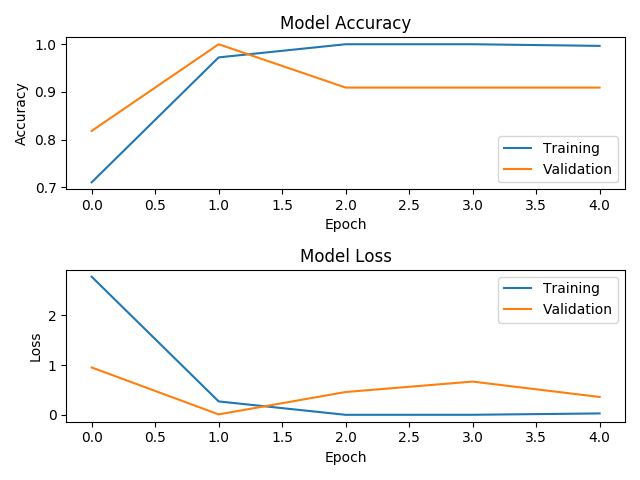 Model Accuracy
1.0
0.9
0.8
0.7
Accuracy
Training
Validation
0.0 0.5 1.0 1.5 2.0 2.5 3.0 3.5 4.0
Epoch
Model Loss
2
1
0
Loss
Training
Validation
0.0 0.5 1.0 1.5 2.0 2.5 3.0 3.5 4.0
Epoch